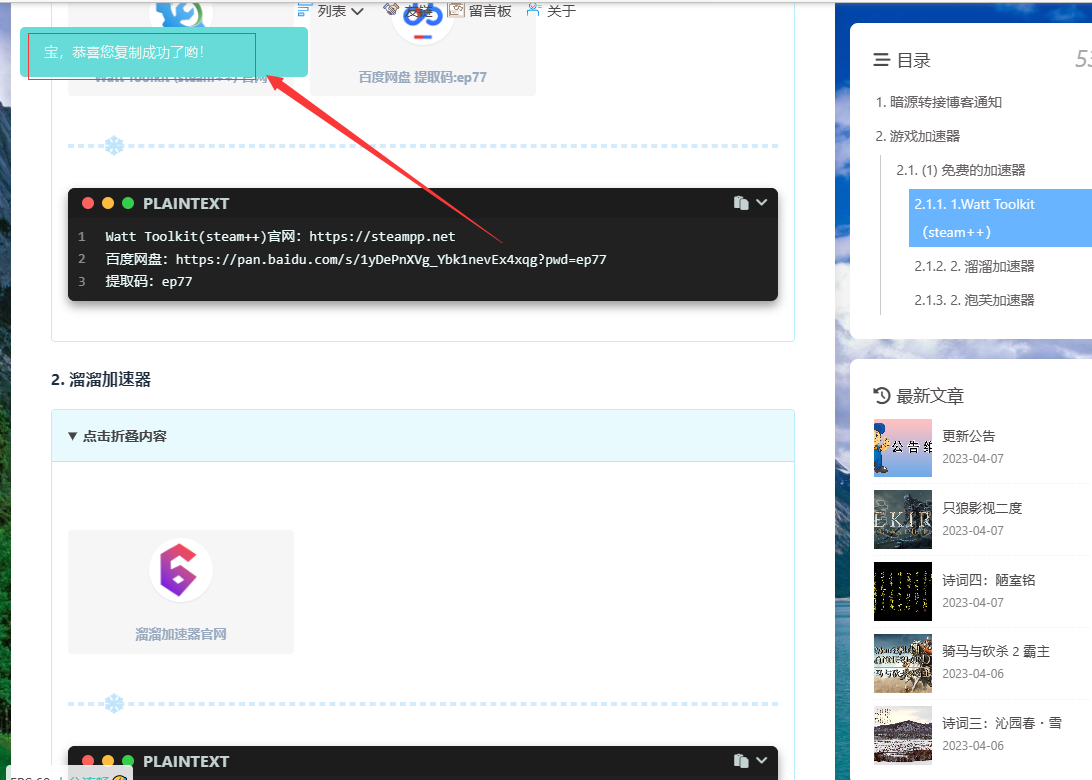 列表
友链
留言板
关于
宝，恭喜您复制成功了哟！
Watt Toolkit (steam++) 官网
百度网盘 提取码:ep77
PLAINTEXT
1 Watt Toolkit(steam++)官网：https://steampp.net
2 百度网盘：https://pan.baidu.com/s/1yDePnXVg_Ybk1nevEx4xqg?pwd=ep77
3 提取码：ep77
2. 溜溜加速器
点击折叠内容
溜溜加速器官网
PLAINTEXT
目录
53
1. 暗源转接博客通知
2. 游戏加速器
2.1. (1) 免费的加速器
2.1.1. 1.Watt Toolkit
（steam++）
2.1.2. 2. 溜溜加速器
2.1.3. 2. 泡芙加速器
最新文章
公告
更新公告
2023-04-07
EKIR
只狼影视二度
2023-04-07
诗词四：陋室铭
2023-04-07
骑马与砍杀 2 霸主
2023-04-06
诗词三：沁园春·雪
2023-04-06